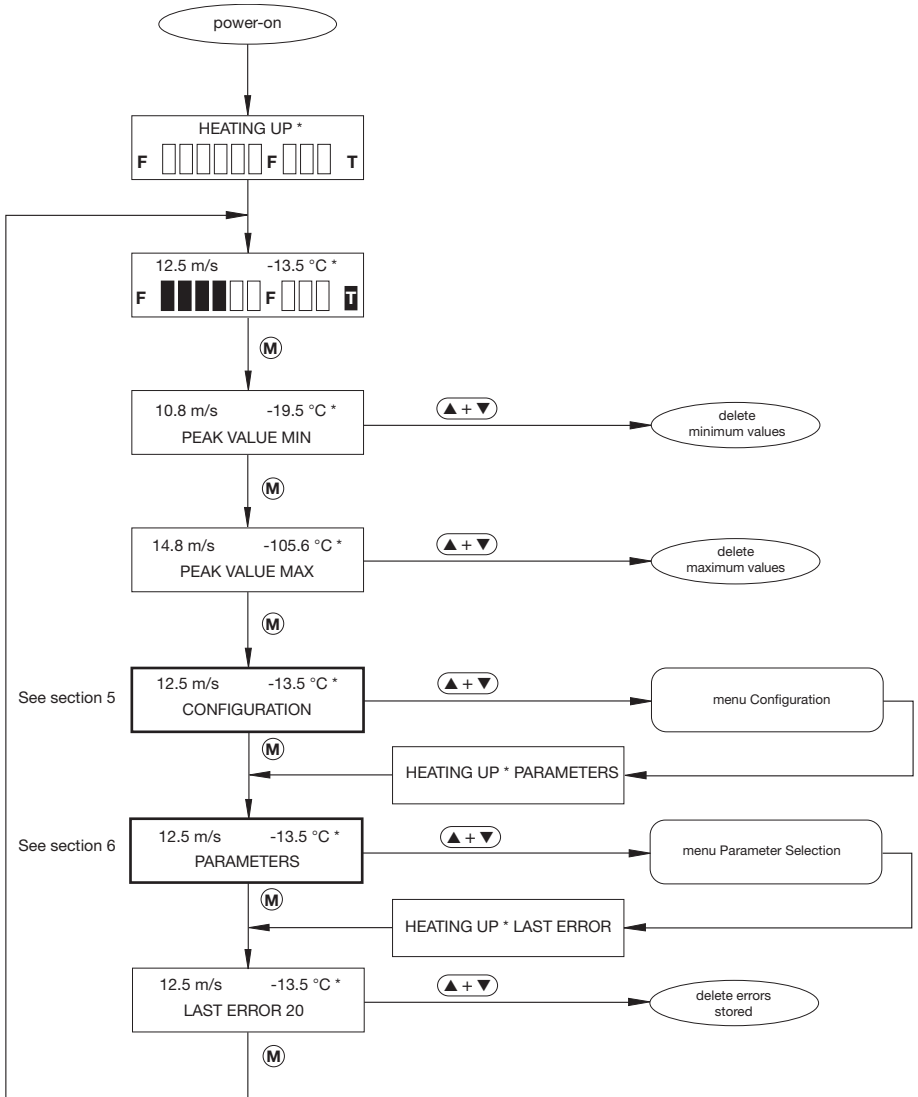 power-on
HEATING UP *
F F T
12.5 m/s -13.5 °C *
F F T
M
10.8 m/s -19.5 °C *
PEAK VALUE MIN
▲ + ▼
delete
minimum values
M
14.8 m/s -105.6 °C *
PEAK VALUE MAX
▲ + ▼
delete
maximum values
M
See section 5
12.5 m/s -13.5 °C *
CONFIGURATION
▲ + ▼
menu Configuration
M
HEATING UP * PARAMETERS
See section 6
12.5 m/s -13.5 °C *
PARAMETERS
▲ + ▼
menu Parameter Selection
M
HEATING UP * LAST ERROR
12.5 m/s -13.5 °C *
LAST ERROR 20
▲ + ▼
delete errors
stored
M